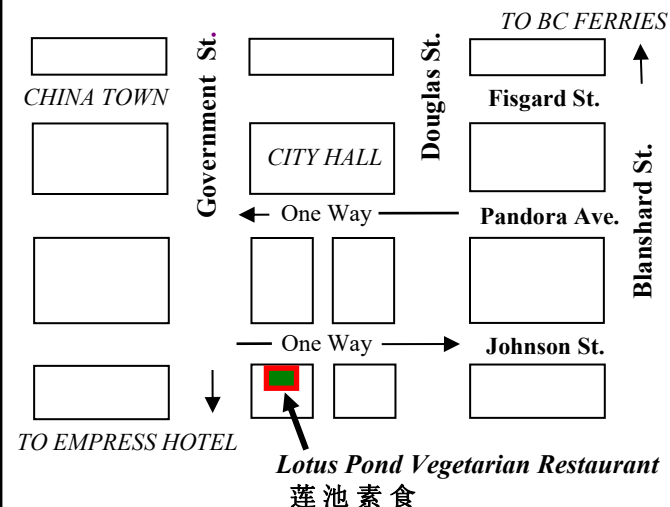 TO BC FERRIES
Government St.
Douglas St.
CHINA TOWN
Fisgard St.
CITY HALL
Blanshard St.
One Way
Pandora Ave.
One Way
Johnson St.
TO EMPRESS HOTEL
Lotus Pond Vegetarian Restaurant
莲池素食